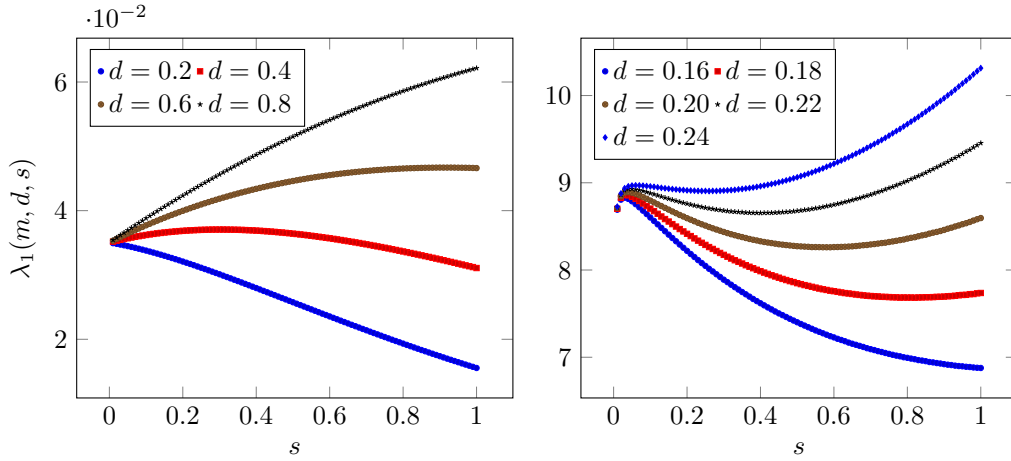 ·10⁻²
d = 0.2 d = 0.4
d = 0.6 d = 0.8
6
4
2
0 0.2 0.4 0.6 0.8 1
s
λ₁(m, d, s)
d = 0.16 d = 0.18
d = 0.20 d = 0.22
d = 0.24
10
9
8
7
0 0.2 0.4 0.6 0.8 1
s